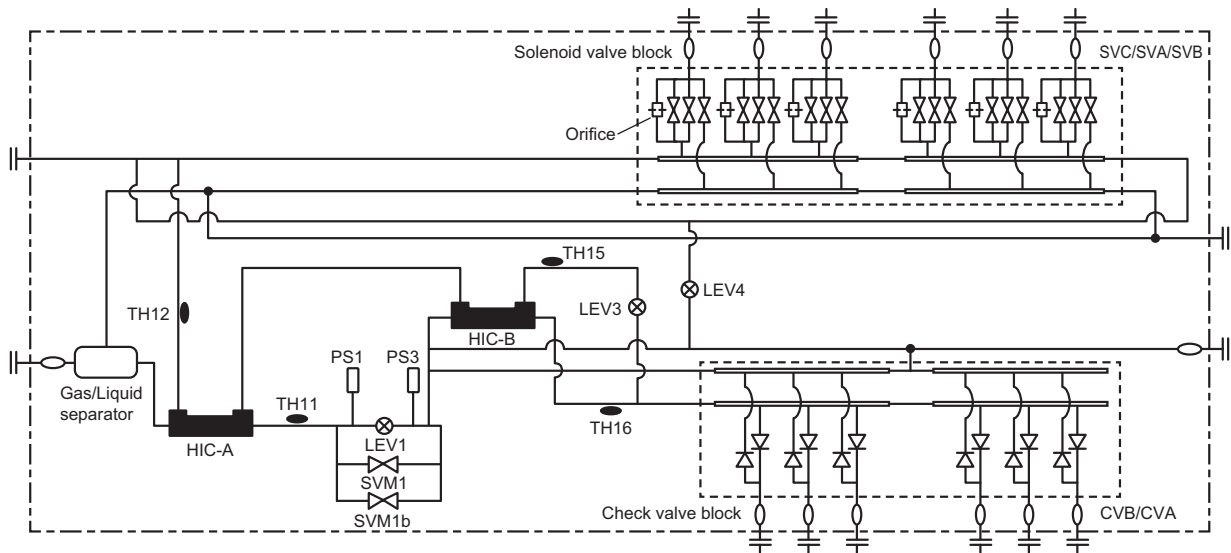 Solenoid valve block
SVC/SVA/SVB
Orifice
TH15
LEV4
LEV3
TH12
HIC-B
PS1
PS3
Gas/Liquid
separator
TH11
TH16
HIC-A
LEV1
SVM1
SVM1b
Check valve block
CVB/CVA